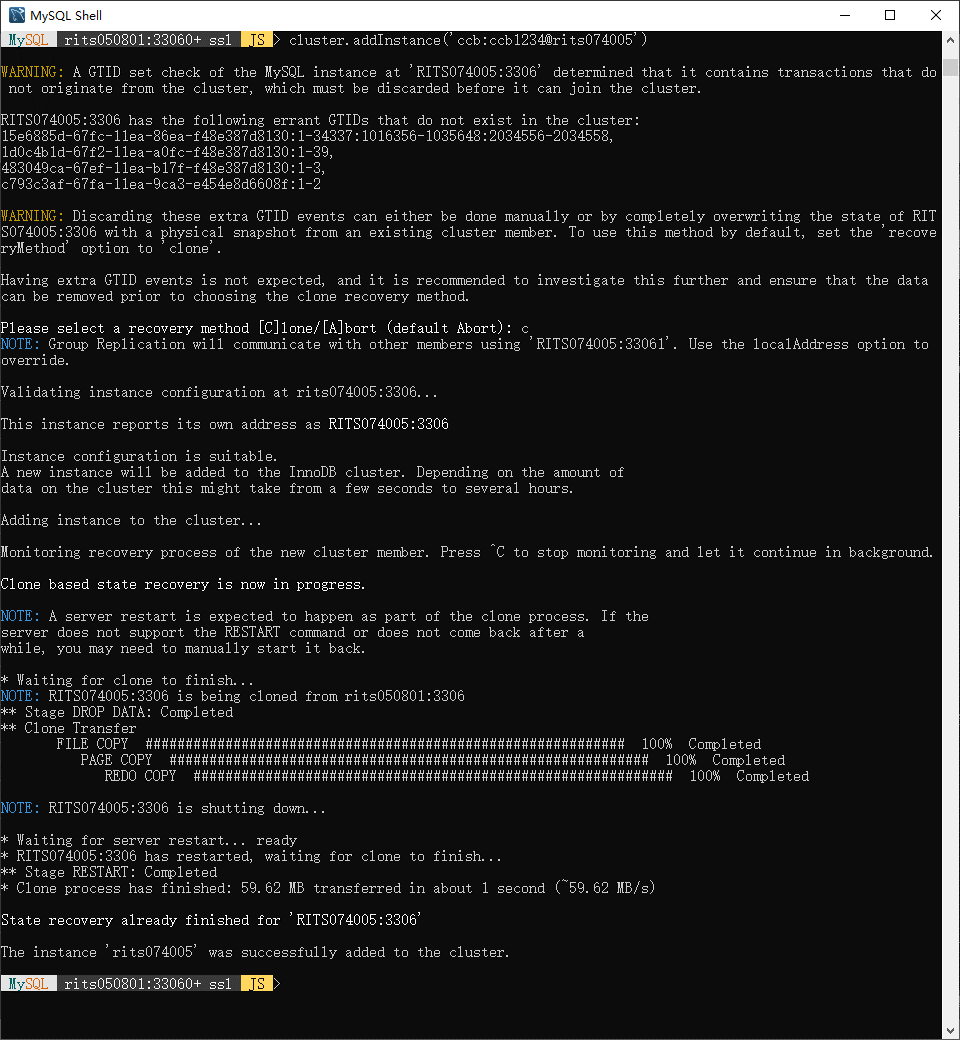 MySQL Shell
MySQL rits050801:33060+ ssl JS > cluster.addInstance('ccb:ccb1234@rits074005')
WARNING: A GTID set check of the MySQL instance at 'RITS074005:3306' determined that it contains transactions that do
not originate from the cluster, which must be discarded before it can join the cluster.
RITS074005:3306 has the following errant GTIDs that do not exist in the cluster:
15e6885d-67fc-11ea-86ea-f48e387d8130:1-34337:1016356-1035648:2034556-2034558,
1d0c4b1d-67f2-11ea-a0fc-f48e387d8130:1-39,
483049ca-67ef-11ea-b17f-f48e387d8130:1-3,
c793c3af-67fa-11ea-9ca3-e454e8d6608f:1-2
WARNING: Discarding these extra GTID events can either be done manually or by completely overwriting the state of RIT
S074005:3306 with a physical snapshot from an existing cluster member. To use this method by default, set the 'recove
ryMethod' option to 'clone'.
Having extra GTID events is not expected, and it is recommended to investigate this further and ensure that the data
can be removed prior to choosing the clone recovery method.
Please select a recovery method [C]lone/[A]bort (default Abort): c
NOTE: Group Replication will communicate with other members using 'RITS074005:33061'. Use the localAddress option to
override.
Validating instance configuration at rits074005:3306...
This instance reports its own address as RITS074005:3306
Instance configuration is suitable.
A new instance will be added to the InnoDB cluster. Depending on the amount of
data on the cluster this might take from a few seconds to several hours.
Adding instance to the cluster...
Monitoring recovery process of the new cluster member. Press ^C to stop monitoring and let it continue in background.
Clone based state recovery is now in progress.
NOTE: A server restart is expected to happen as part of the clone process. If the
server does not support the RESTART command or does not come back after a
while, you may need to manually start it back.
* Waiting for clone to finish...
NOTE: RITS074005:3306 is being cloned from rits050801:3306
** Stage DROP DATA: Completed
** Clone Transfer
FILE COPY ############################################################ 100% Completed
PAGE COPY ############################################################ 100% Completed
REDO COPY ############################################################ 100% Completed
NOTE: RITS074005:3306 is shutting down...
* Waiting for server restart... ready
* RITS074005:3306 has restarted, waiting for clone to finish...
** Stage RESTART: Completed
* Clone process has finished: 59.62 MB transferred in about 1 second (~59.62 MB/s)
State recovery already finished for 'RITS074005:3306'
The instance 'rits074005' was successfully added to the cluster.
MySQL rits050801:33060+ ssl JS >